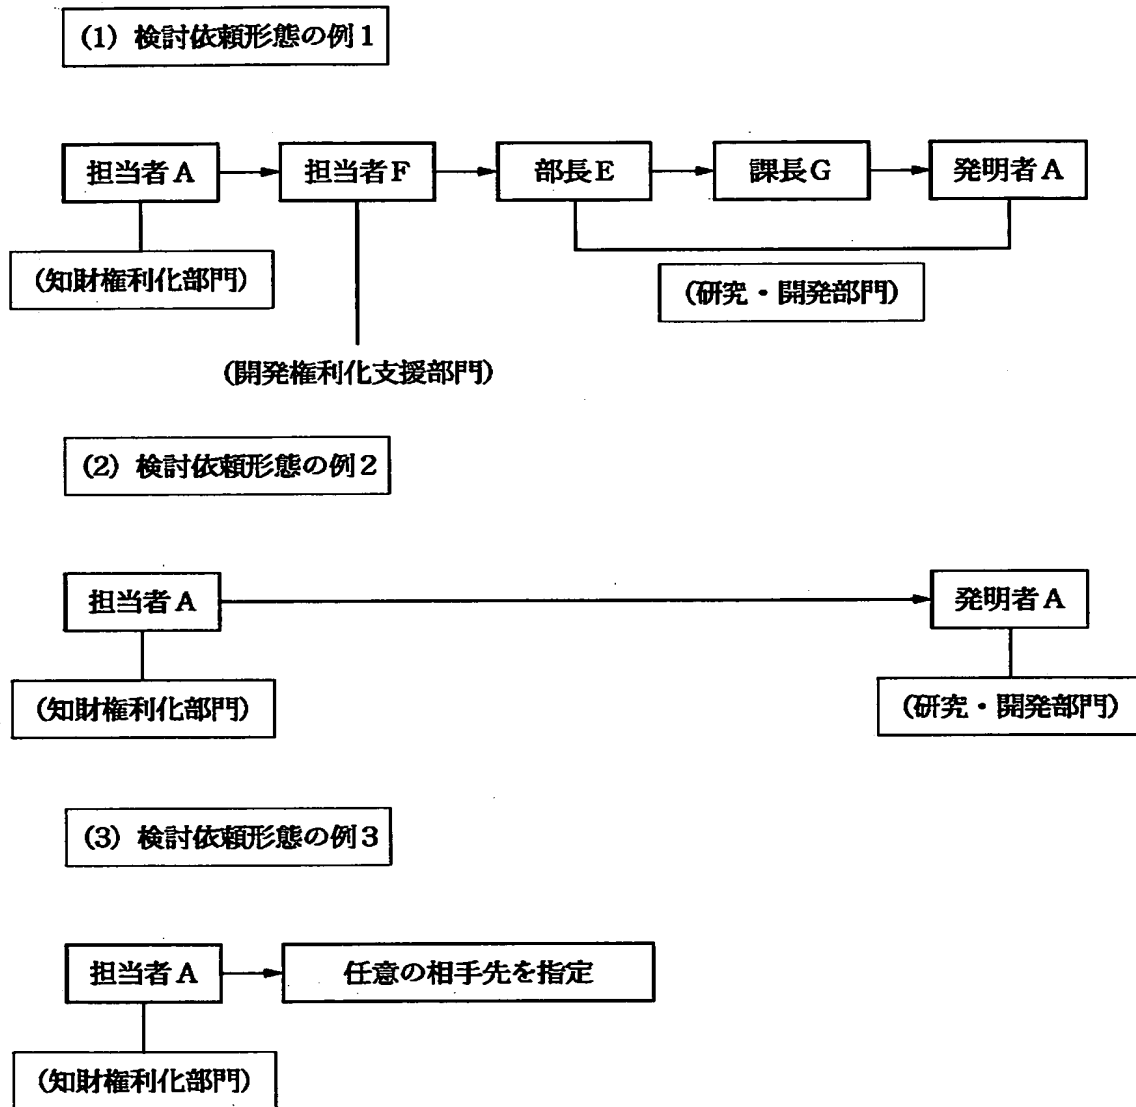 (1) 検討依頼形態の例1
担当者A
担当者F
部長E
課長G
発明者A
(知財権利化部門)
(研究・開発部門)
(開発権利化支援部門)
(2) 検討依頼形態の例2
担当者A
発明者A
(知財権利化部門)
(研究・開発部門)
(3) 検討依頼形態の例3
担当者A
任意の相手先を指定
(知財権利化部門)